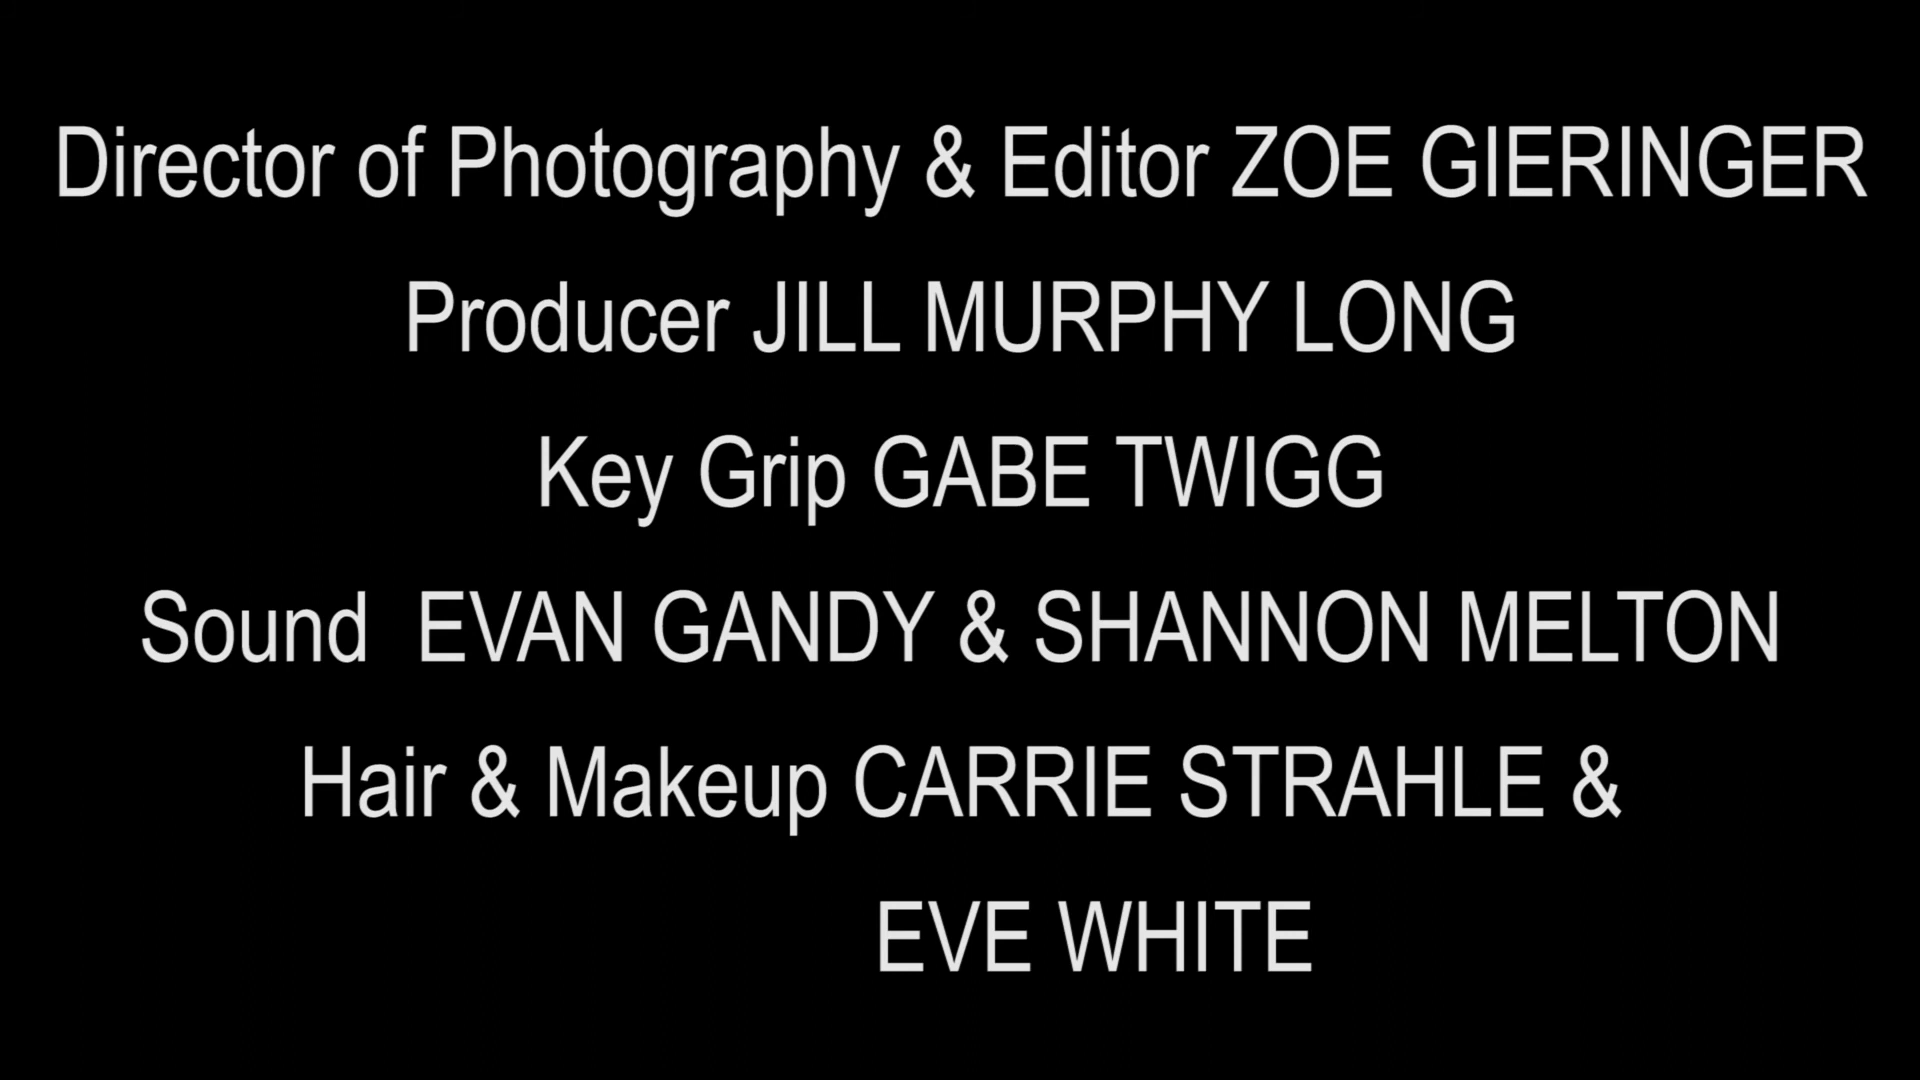 Director of Photography & Editor ZOE GIERINGER
Producer JILL MURPHY LONG
Key Grip GABE TWIGG
Sound  EVAN GANDY & SHANNON MELTON
Hair & Makeup CARRIE STRAHLE &
EVE WHITE